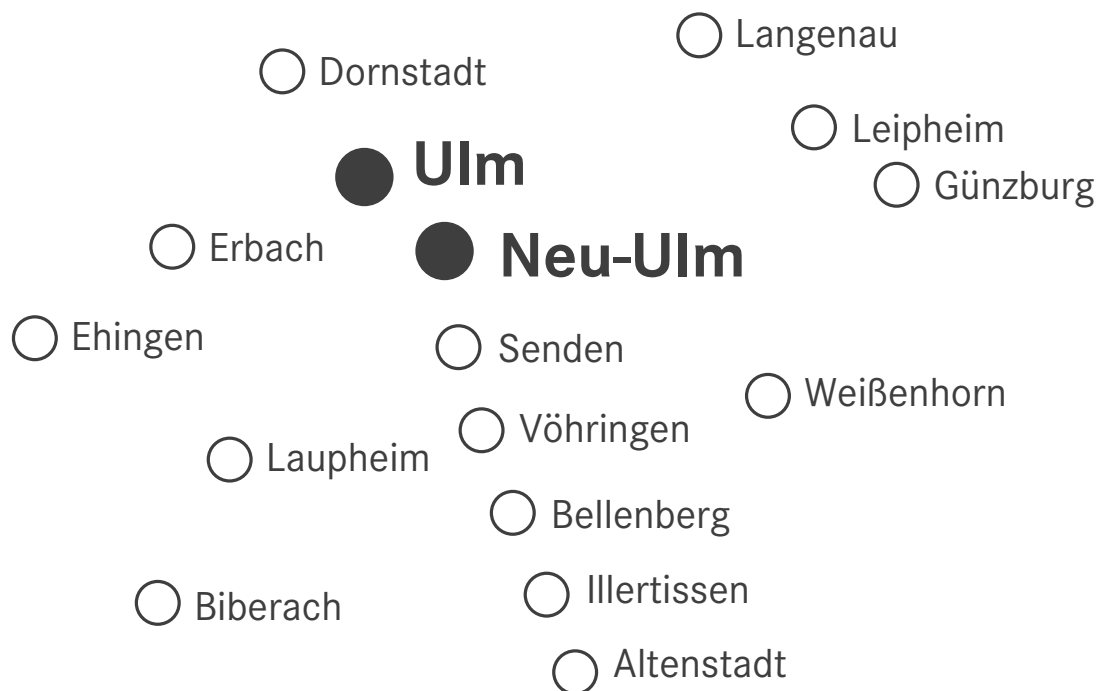 Langenau
Dornstadt
Leipheim
Ulm
Günzburg
Erbach
Neu-Ulm
Ehingen
Senden
Weißenhorn
Vöhringen
Laupheim
Bellenberg
Illertissen
Biberach
Altenstadt